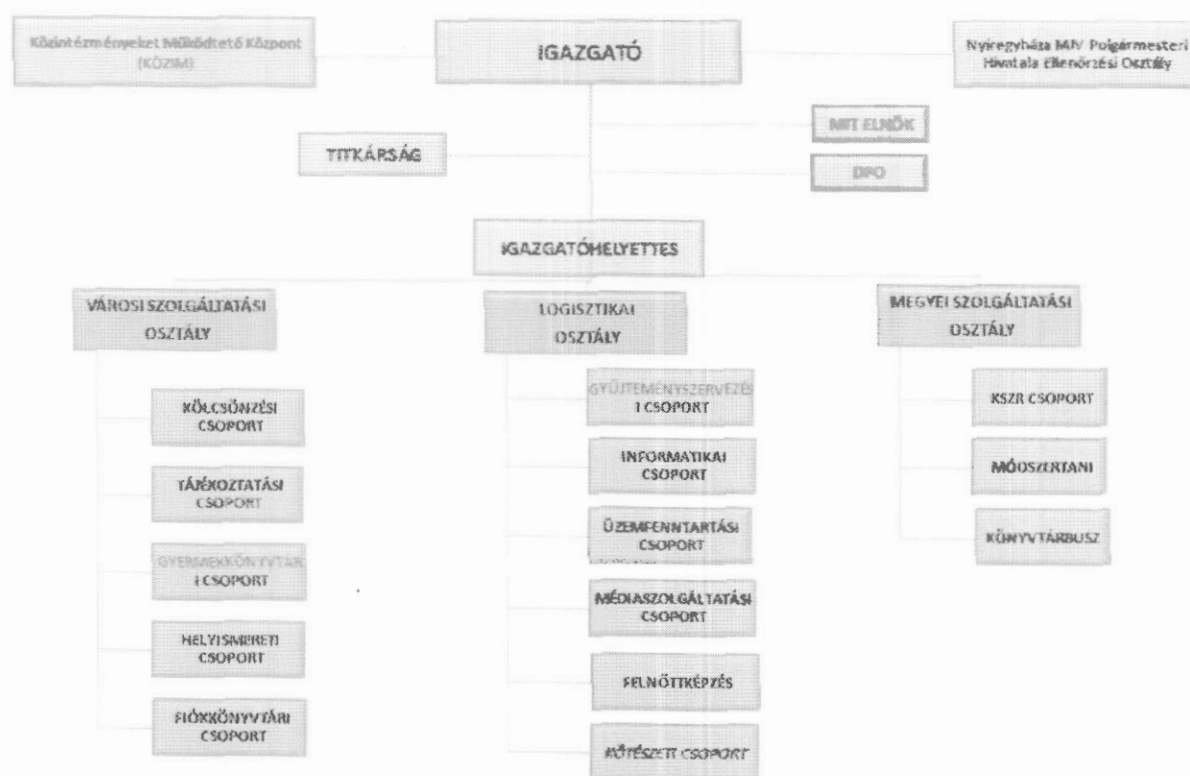 Közintézményeket Működtető Központ
(KÖZIM)
IGAZGATÓ
Nyíregyháza MJV Polgármesteri
Hivatala Ellenőrzési Osztály
MIT ELNÖK
TITKÁRSÁG
DPO
IGAZGATÓHELYETTES
VÁROSI SZOLGÁLTATÁSI
OSZTÁLY
LOGISZTIKAI
OSZTÁLY
MEGYEI SZOLGÁLTATÁSI
OSZTÁLY
KÖLCSÖNZÉSI
CSOPORT
TÁJÉKOZTATÁSI
CSOPORT
GYERMEKKÖNYVTÁR
I CSOPORT
HELYISMERETI
CSOPORT
FIÓKKÖNYVTÁRI
CSOPORT
GYŰJTEMÉNYSZERVEZÉS
I CSOPORT
INFORMATIKAI
CSOPORT
ÜZEMFENNTARTÁSI
CSOPORT
MÉDIASZOLGÁLTATÁSI
CSOPORT
FELNŐTTKÉPZÉS
KÖTÉSZETI CSOPORT
KSZR CSOPORT
MÓDSZERTANI
KÖNYVTÁRBUSZ